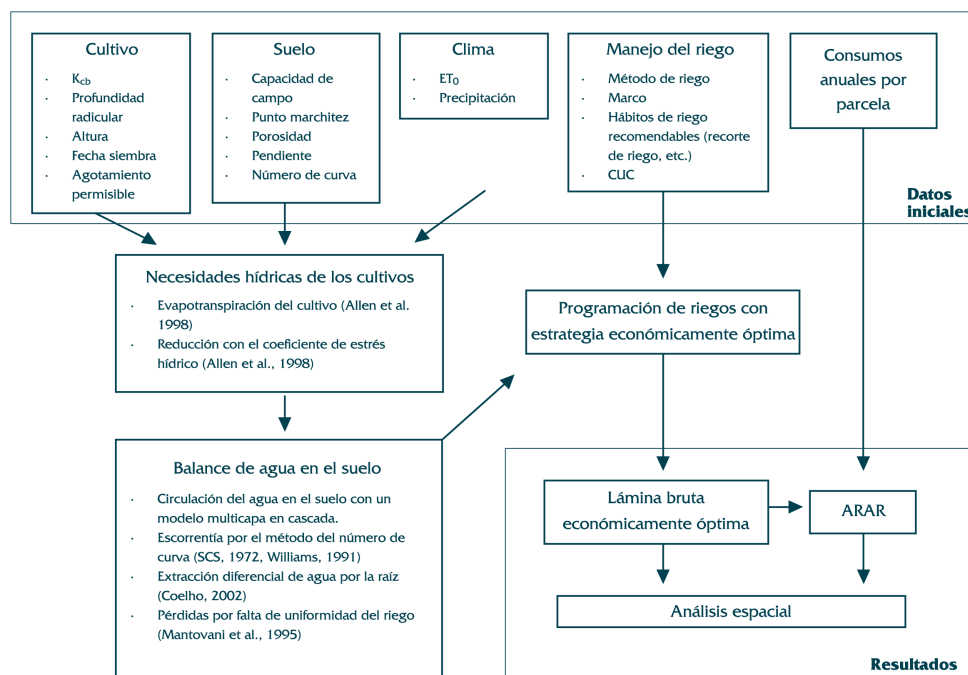 Cultivo
· Kcb
· Profundidad
radicular
· Altura
· Fecha siembra
· Agotamiento
permisible
Suelo
· Capacidad de
campo
· Punto marchitez
· Porosidad
· Pendiente
· Número de curva
Clima
· ET0
· Precipitación
Manejo del riego
· Método de riego
· Marco
· Hábitos de riego
recomendables (recorte
de riego, etc.)
· CUC
Consumos
anuales por
parcela
Datos
iniciales
Necesidades hídricas de los cultivos
· Evapotranspiración del cultivo (Allen et al.
1998)
· Reducción con el coeficiente de estrés
hídrico (Allen et al., 1998)
Programación de riegos con
estrategia económicamente óptima
Balance de agua en el suelo
· Circulación del agua en el suelo con un
modelo multicapa en cascada.
· Escorrentía por el método del número de
curva (SCS, 1972, Williams, 1991)
· Extracción diferencial de agua por la raíz
(Coelho, 2002)
· Pérdidas por falta de uniformidad del riego
(Mantovani et al., 1995)
Lámina bruta
económicamente óptima
ARAR
Análisis espacial
Resultados